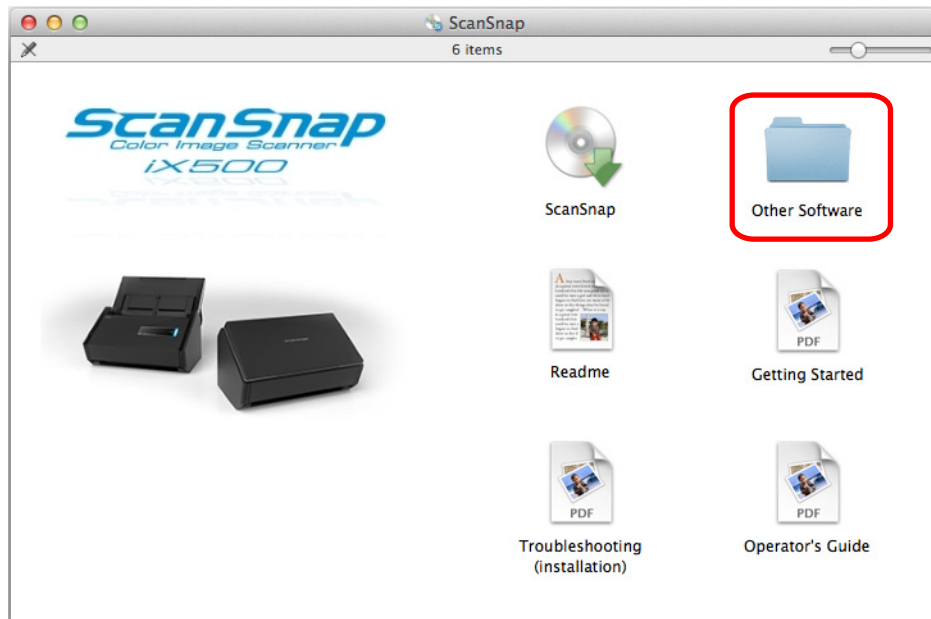 ScanSnap
6 items
ScanSnap
Color Image Scanner
iX500
ScanSnap
Other Software
Readme
PDF
Getting Started
PDF
Troubleshooting
(installation)
PDF
Operator's Guide